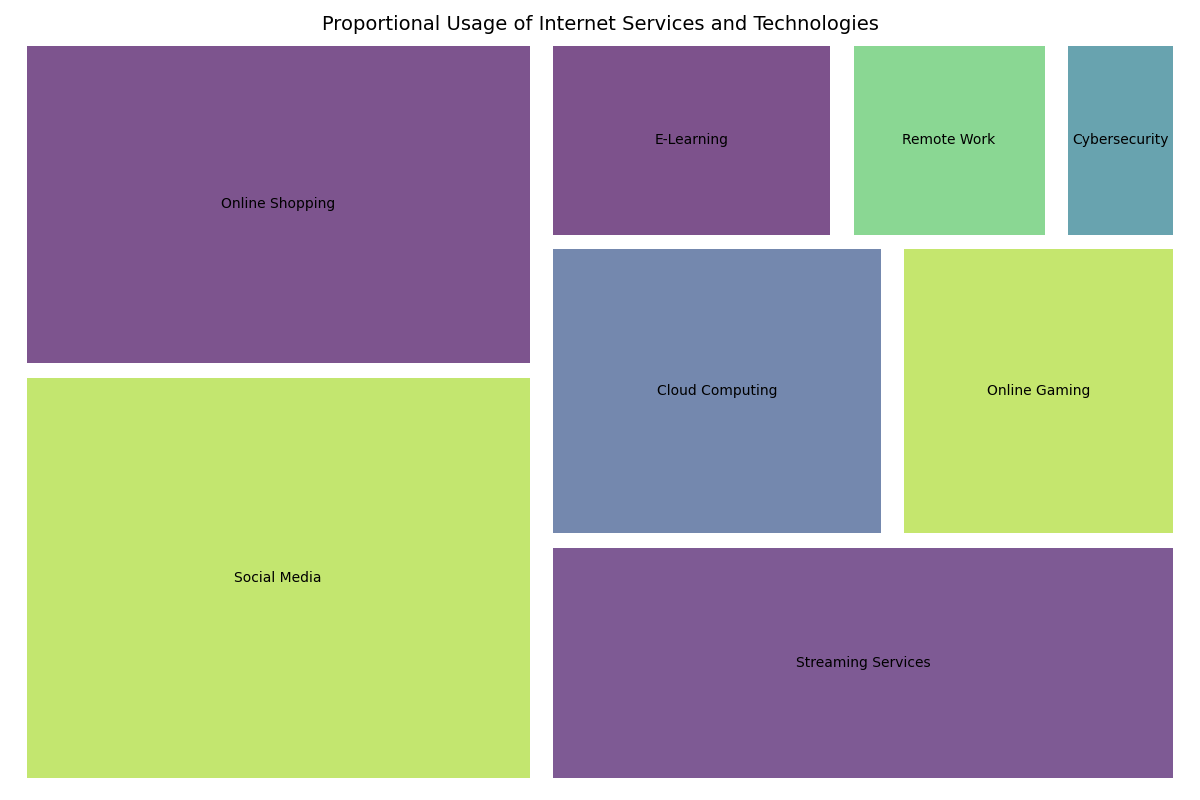 Proportional Usage of Internet Services and Technologies
Online Shopping
E-Learning
Remote Work
Cybersecurity
Cloud Computing
Online Gaming
Social Media
Streaming Services